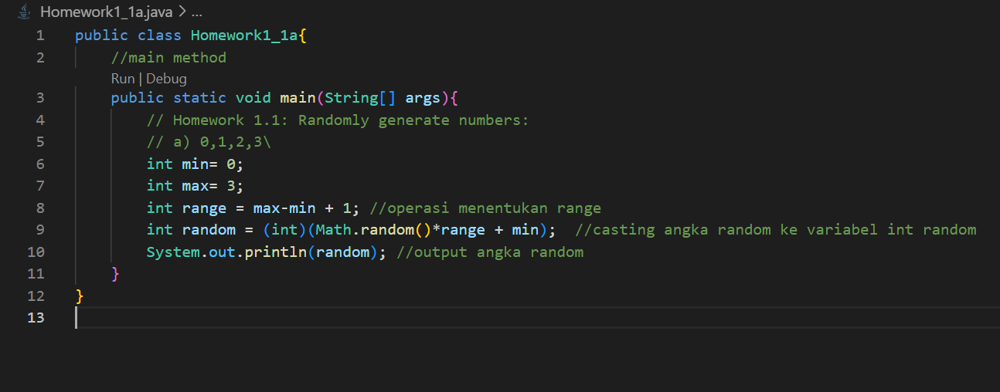 Homework1_1a.java > ...
1 public class Homework1_1a{
2 //main method
Run | Debug
3 public static void main(String[] args){
4 // Homework 1.1: Randomly generate numbers:
5 // a) 0,1,2,3\
6 int min= 0;
7 int max= 3;
8 int range = max-min + 1; //operasi menentukan range
9 int random = (int)(Math.random()*range + min);  //casting angka random ke variabel int random
10 System.out.println(random); //output angka random
11 }
12 }
13